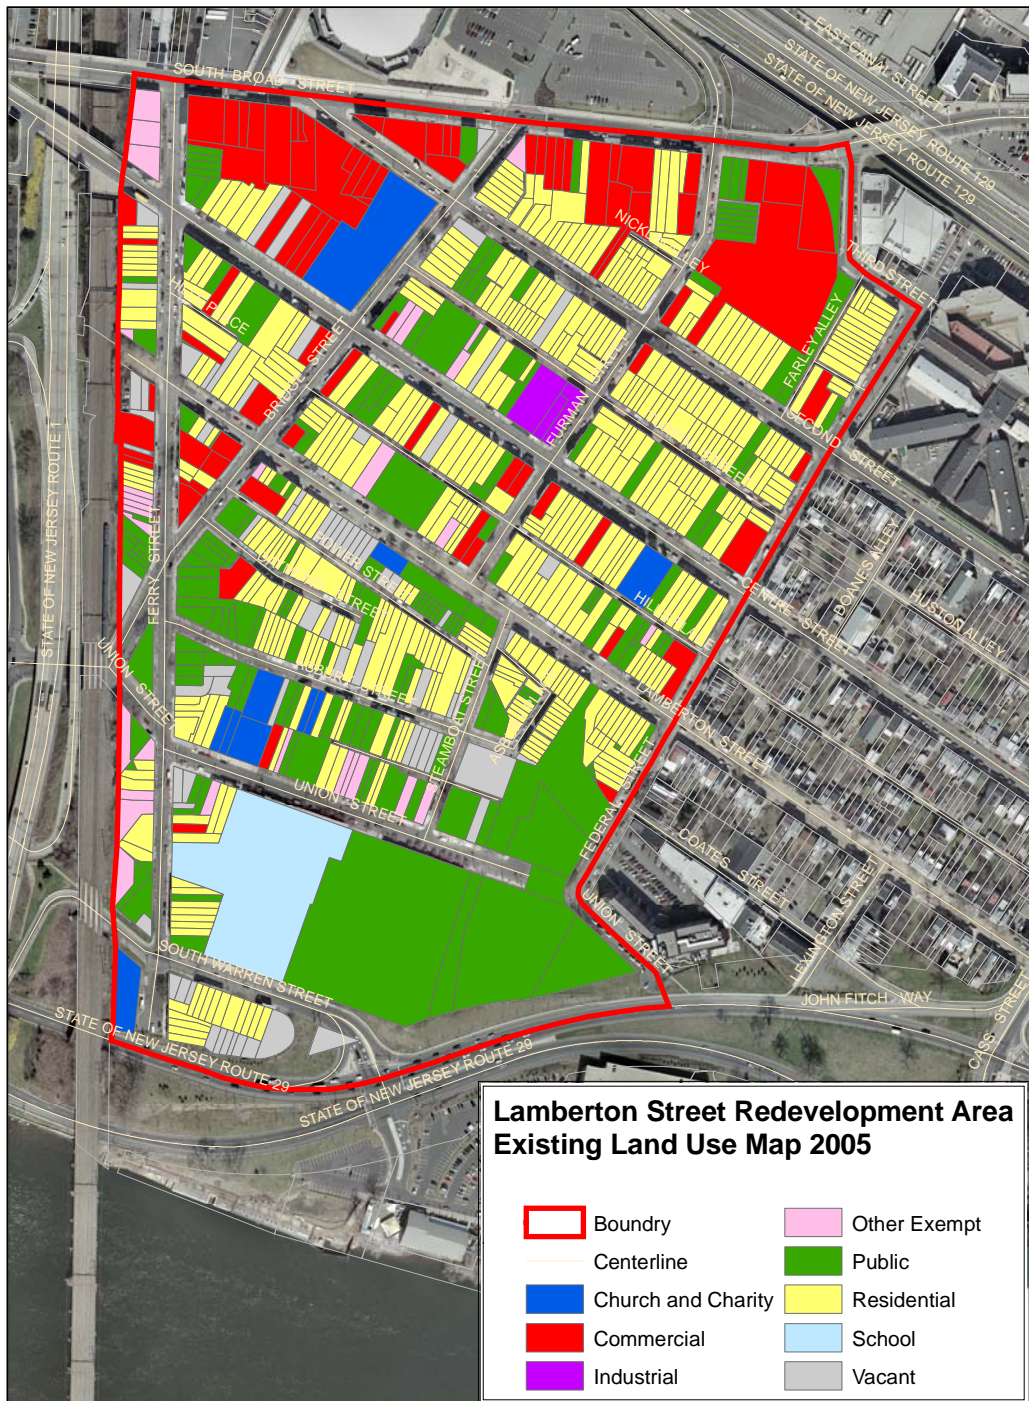 EAST CANAL STREET
STATE OF NEW JERSEY ROUTE 129
STATE OF NEW JERSEY ROUTE 129
SOUTH BROAD STREET
THIRD STREET
FARLEY ALLEY
BRIDGE STREET
FURMAN STREET
SECOND STREET
STATE OF NEW JERSEY ROUTE 1
FERRY STREET
POWER STREET
CENTRE STREET
DOANES ALLEY
HUSTON ALLEY
UNION STREET
STEAMBOAT STREET
LAMBERTON STREET
UNION STREET
FEDERAL STREET
COATES STREET
UNION STREET
SOUTH WARREN STREET
JOHN FITCH WAY
CASS STREET
STATE OF NEW JERSEY ROUTE 29
STATE OF NEW JERSEY ROUTE 29
Lamberton Street Redevelopment Area
Existing Land Use Map 2005
Boundry
Centerline
Church and Charity
Commercial
Industrial
Other Exempt
Public
Residential
School
Vacant